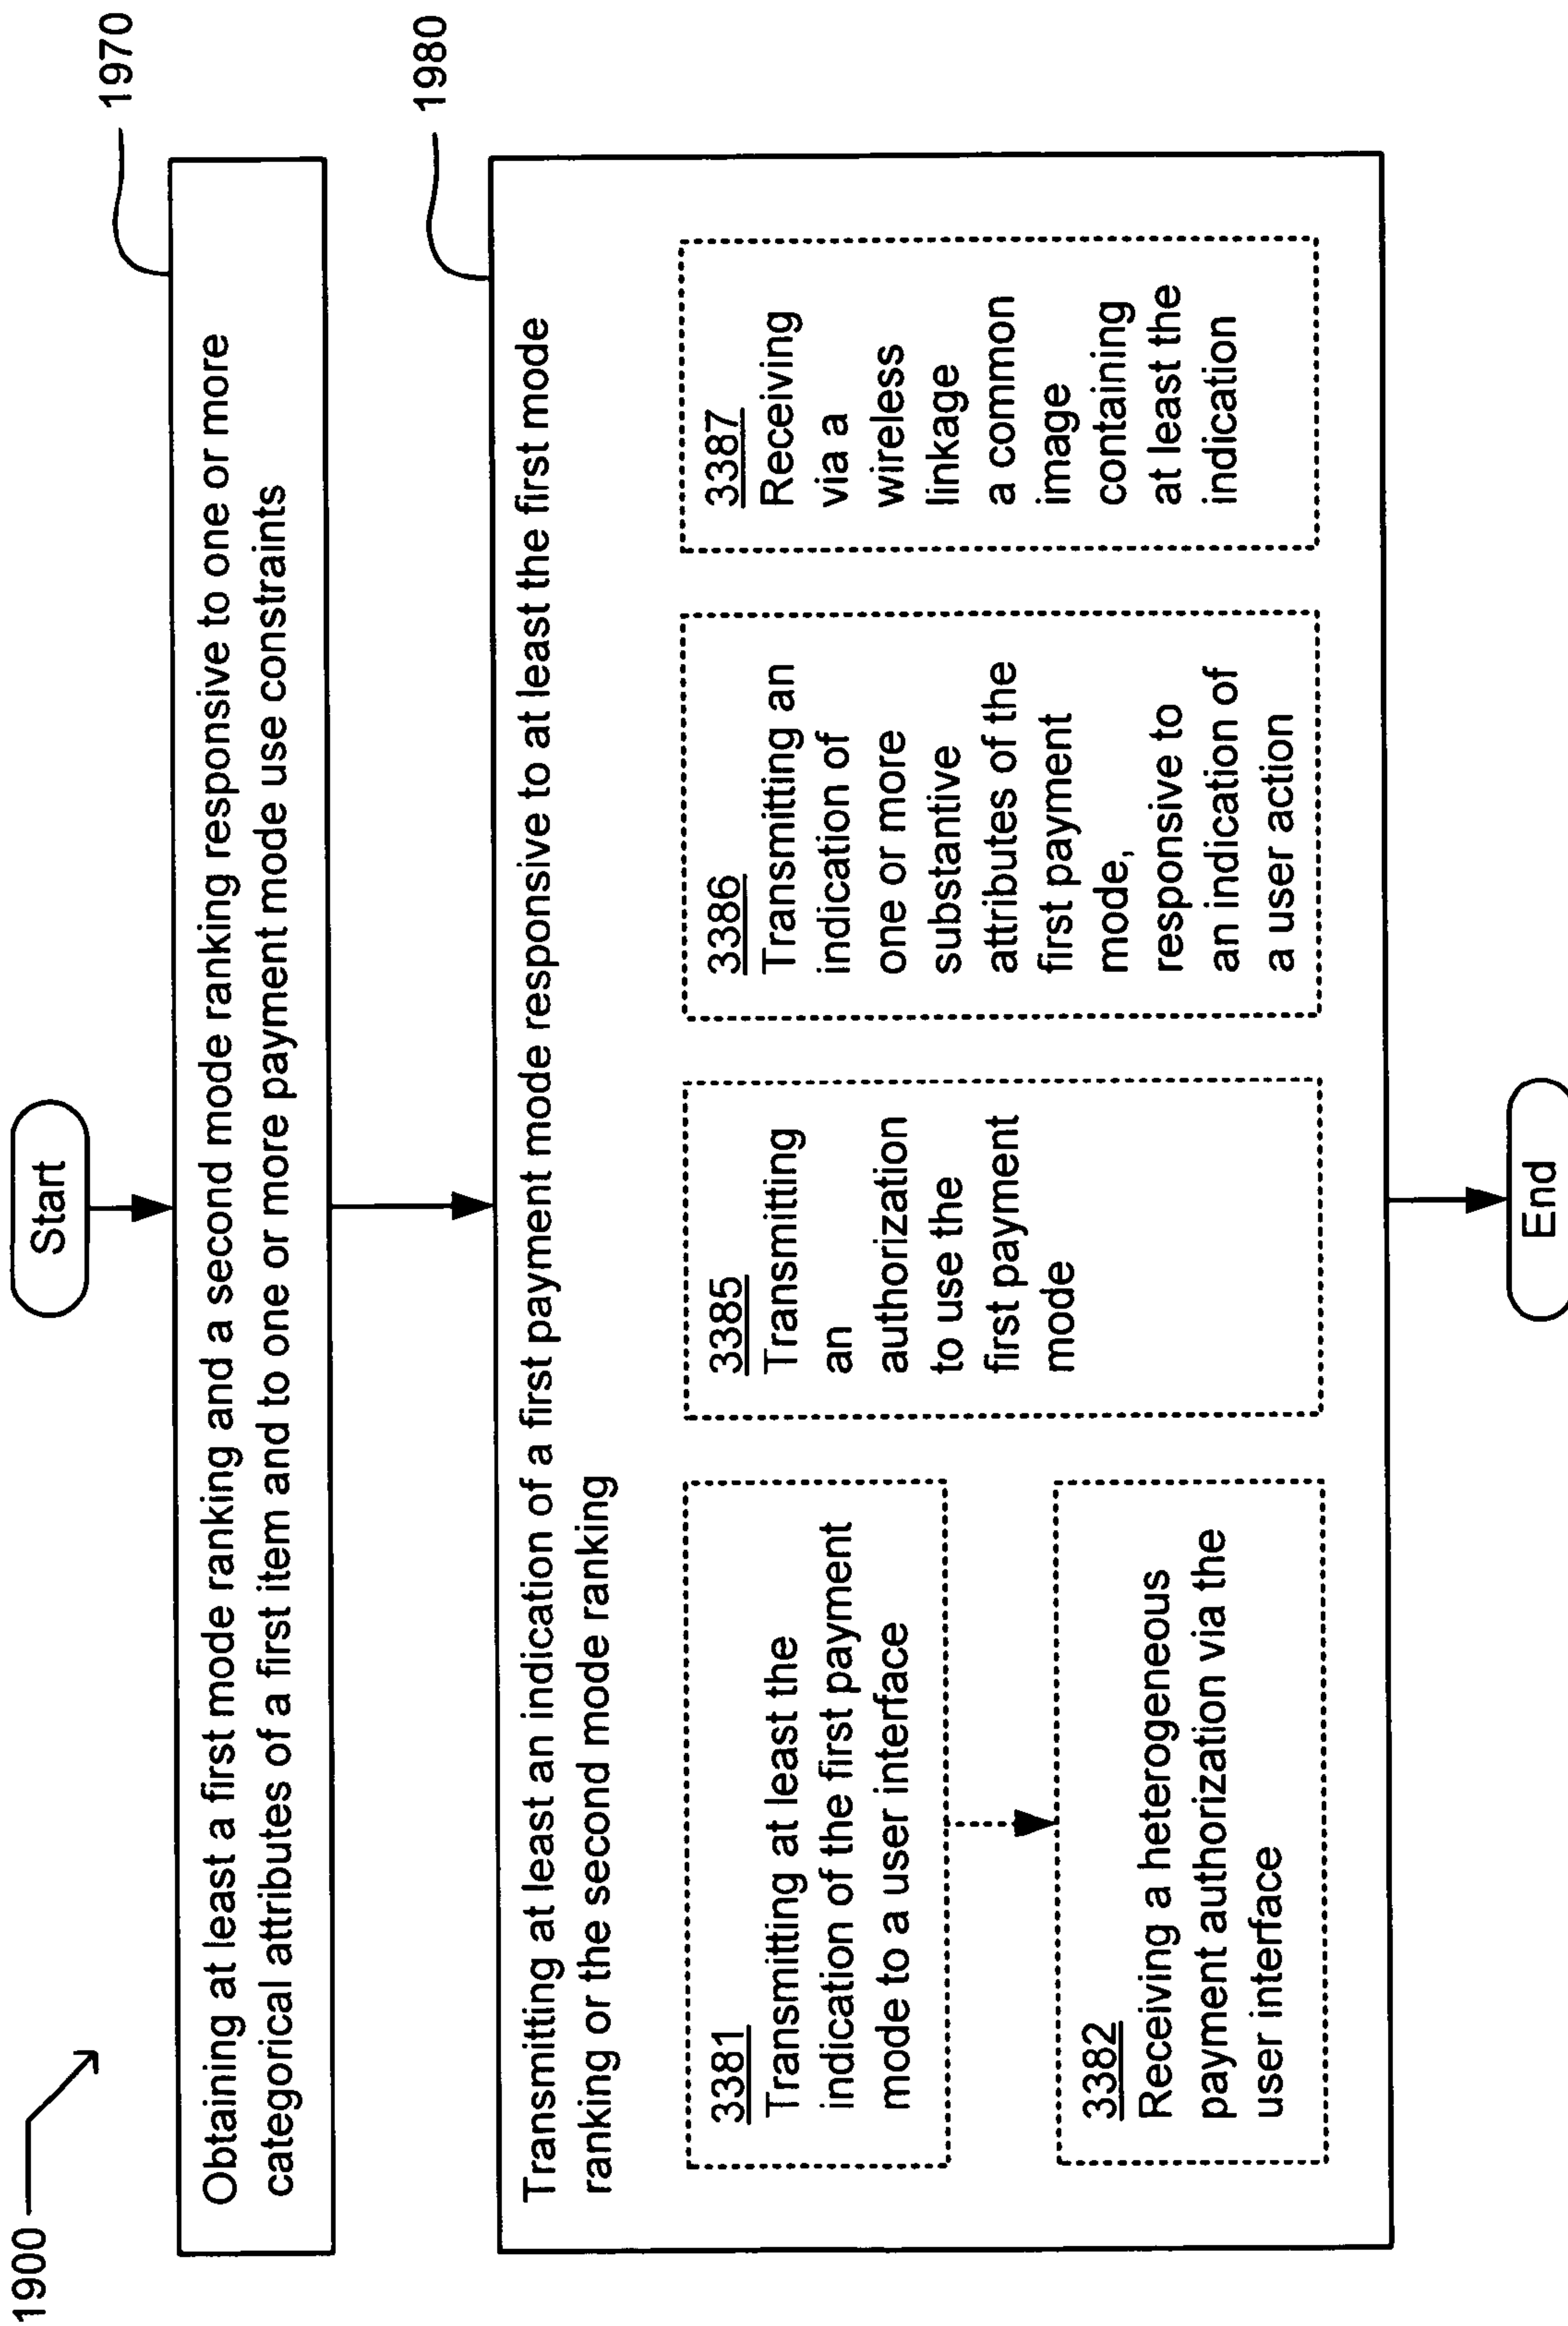 1900
Start
1970
Obtaining at least a first mode ranking and a second mode ranking responsive to one or more
categorical attributes of a first item and to one or more payment mode use constraints
1980
Transmitting at least an indication of a first payment mode responsive to at least the first mode
ranking or the second mode ranking
3381
Transmitting at least the
indication of the first payment
mode to a user interface
3382
Receiving a heterogeneous
payment authorization via the
user interface
3385
Transmitting
an
authorization
to use the
first payment
mode
3386
Transmitting an
indication of
one or more
substantive
attributes of the
first payment
mode,
responsive to
an indication of
a user action
3387
Receiving
via a
wireless
linkage
a common
image
containing
at least the
indication
End